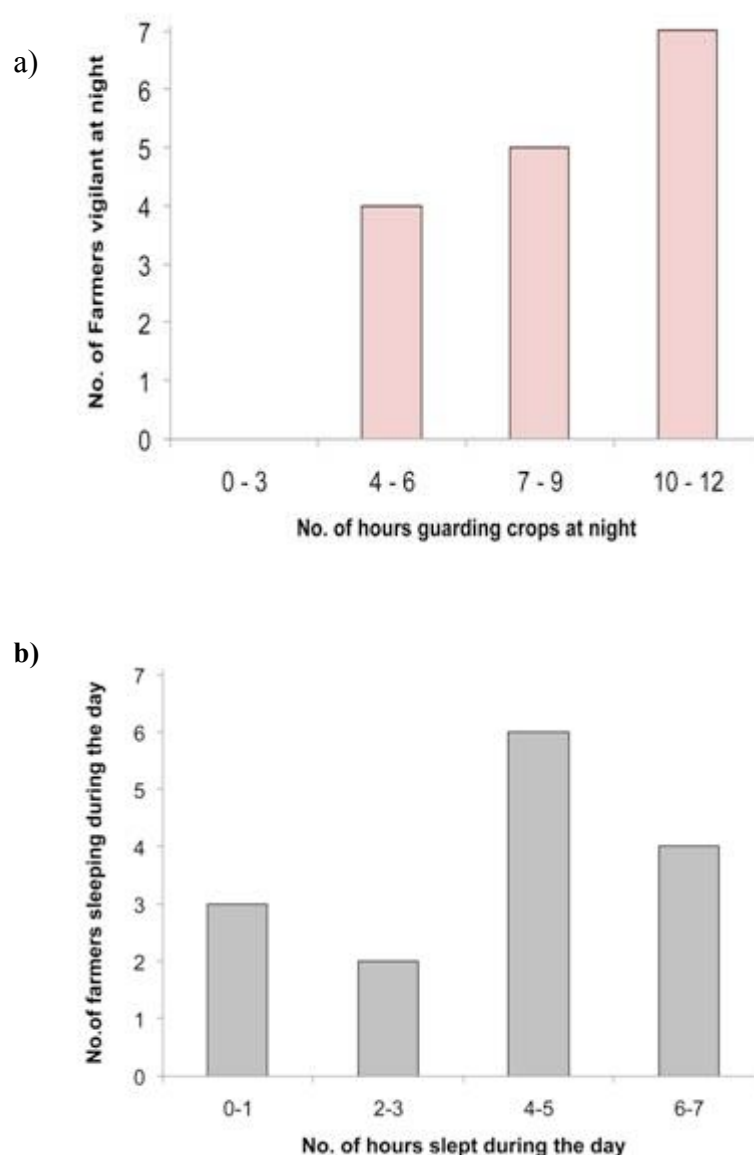 a)
No. of Farmers vigilant at night
7
6
5
4
3
2
1
0
0 - 3 4 - 6 7 - 9 10 - 12
No. of hours guarding crops at night
b)
No.of farmers sleeping during the day
7
6
5
4
3
2
1
0
0-1 2-3 4-5 6-7
No. of hours slept during the day